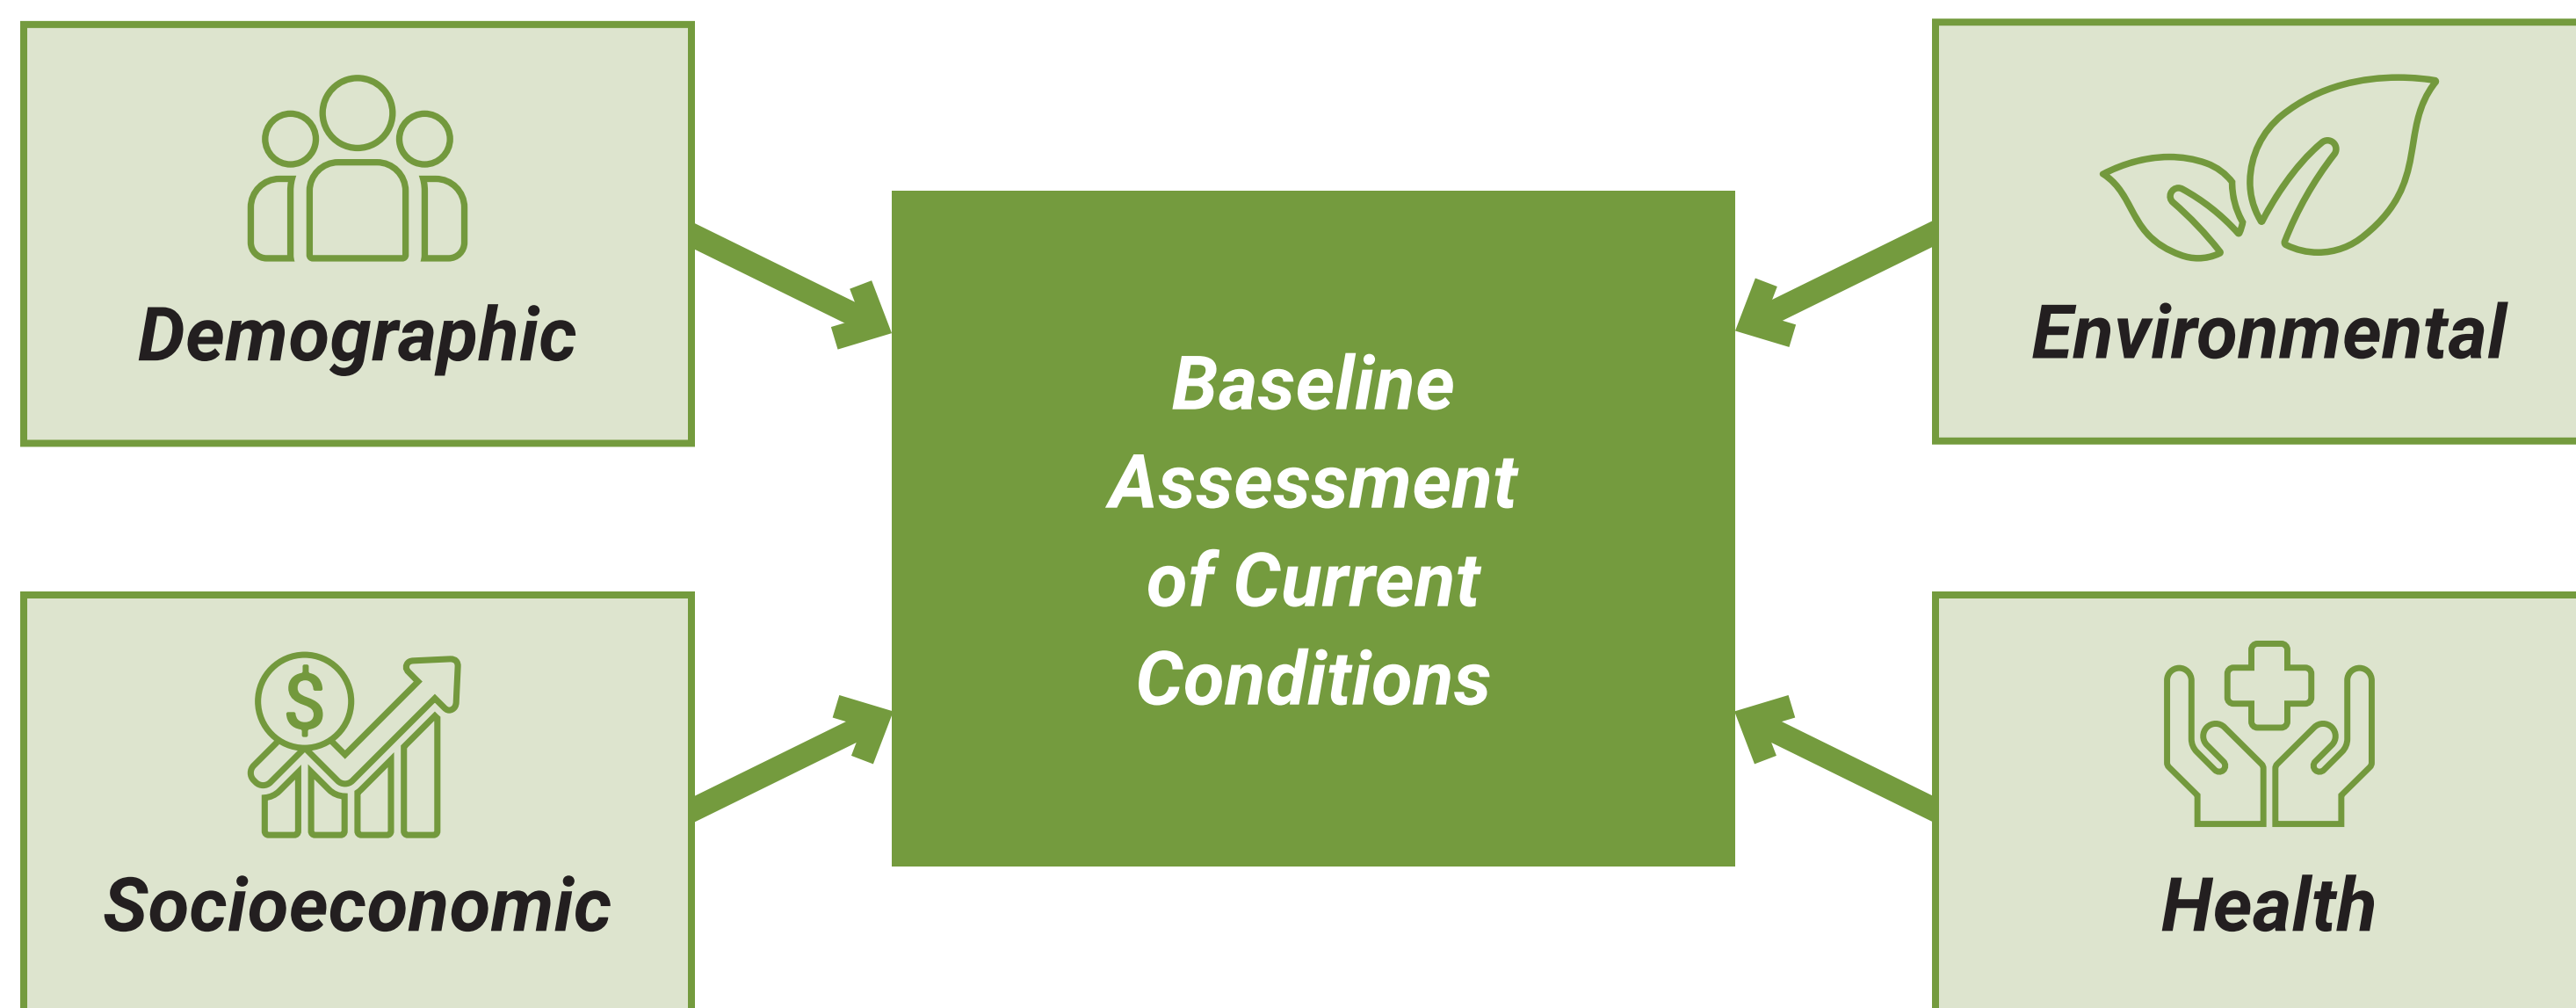 Demographic
Environmental
Baseline
Assessment
of Current
Conditions
$
Socioeconomic
Health